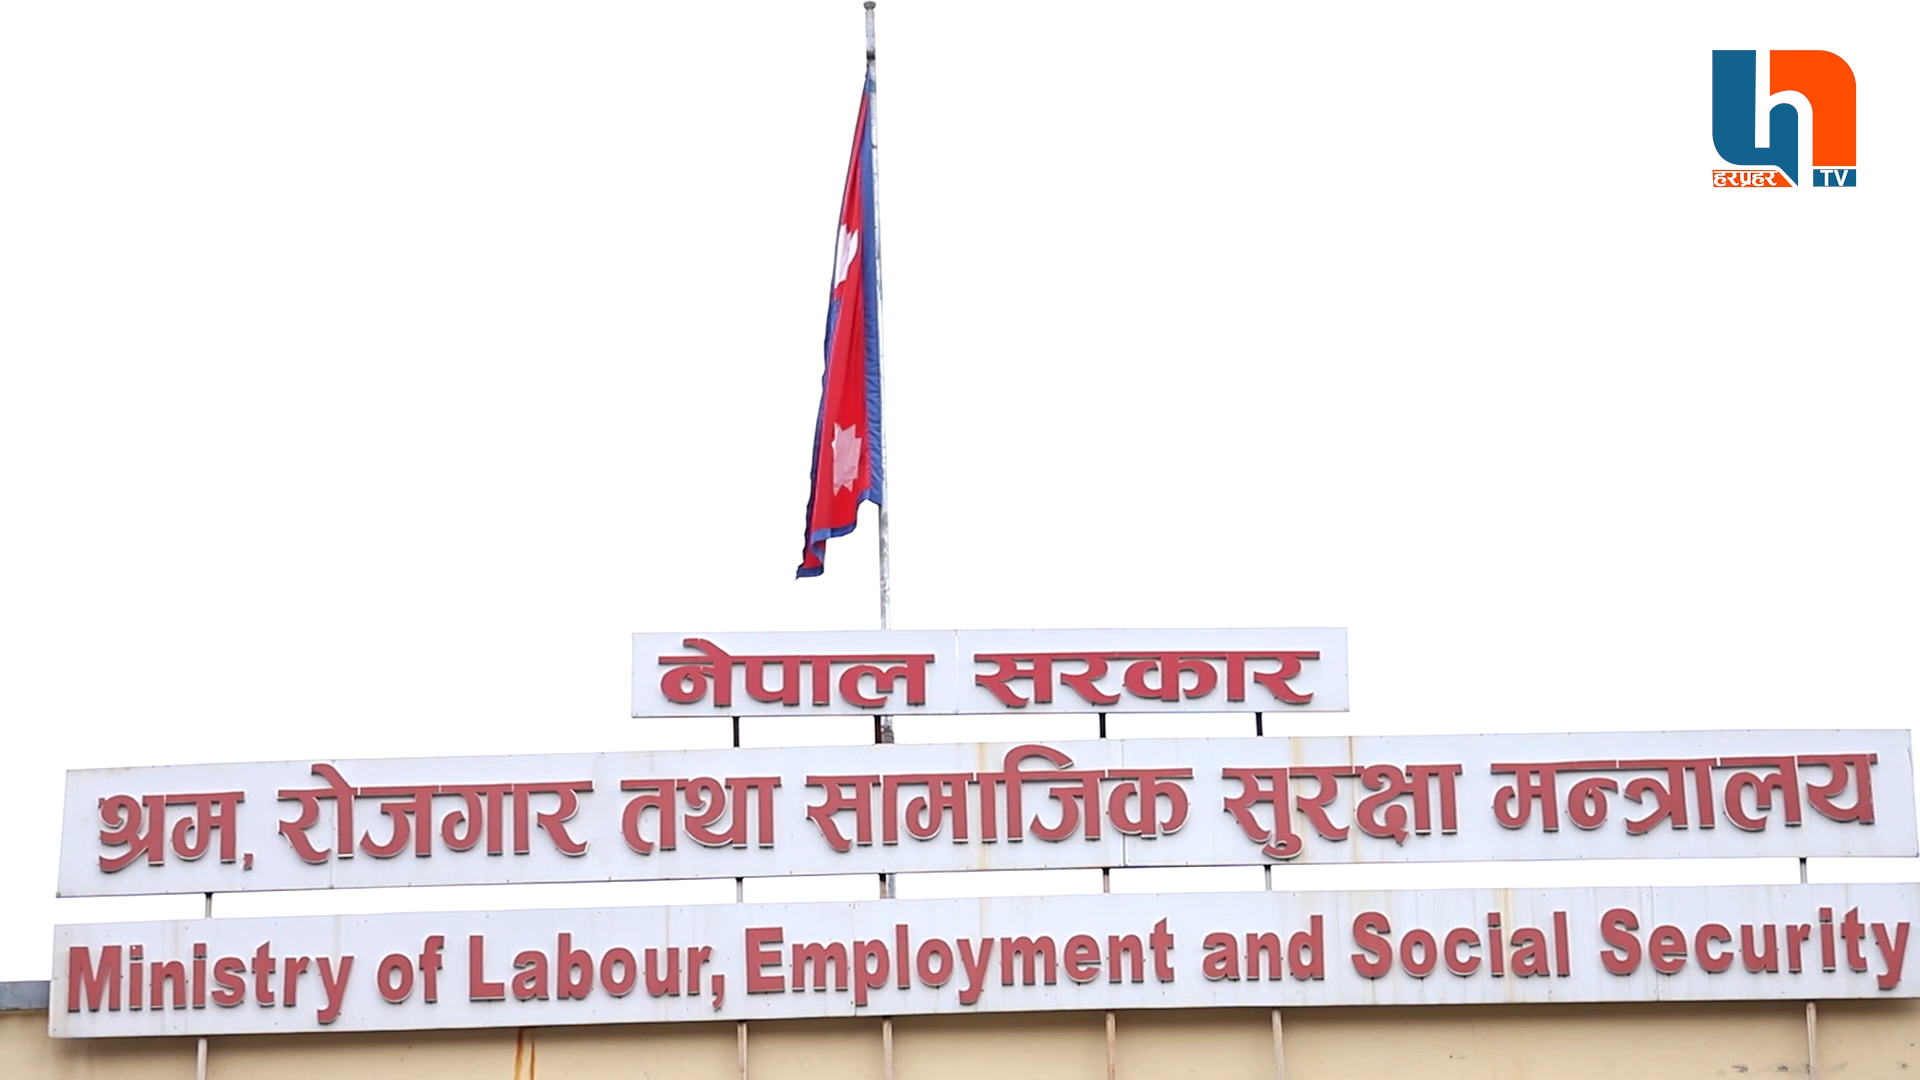 हरप्रहर TV
नेपाल सरकार
श्रम, रोजगार तथा सामाजिक सुरक्षा मन्त्रालय
Ministry of Labour, Employment and Social Security